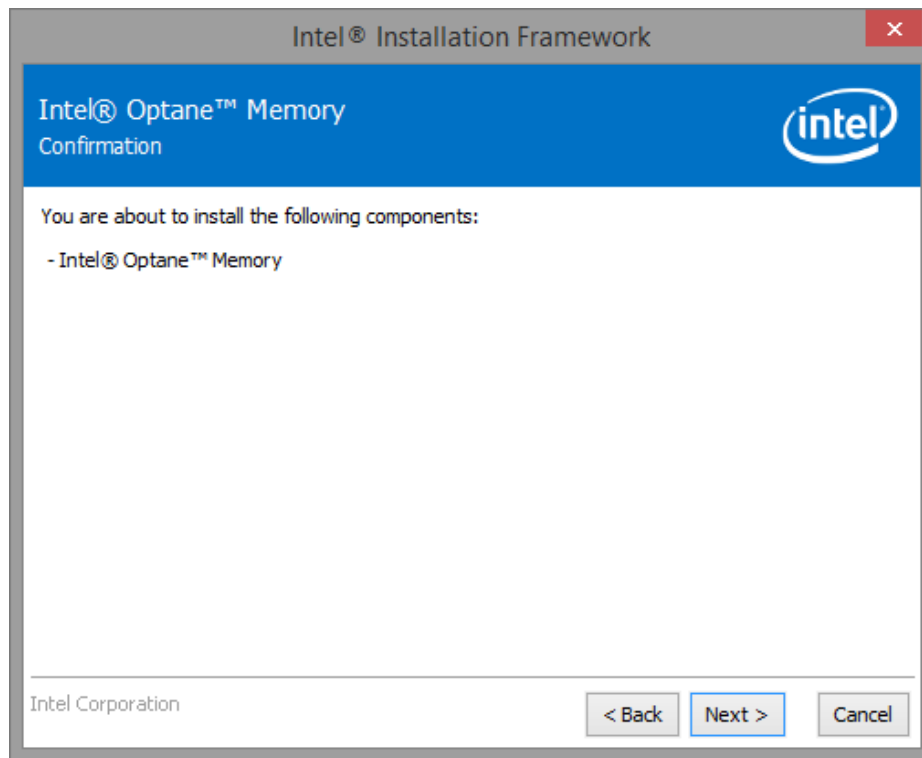 Intel® Installation Framework
Intel® Optane™ Memory
Confirmation
intel
You are about to install the following components:
- Intel® Optane™ Memory
Intel Corporation
< Back
Next >
Cancel